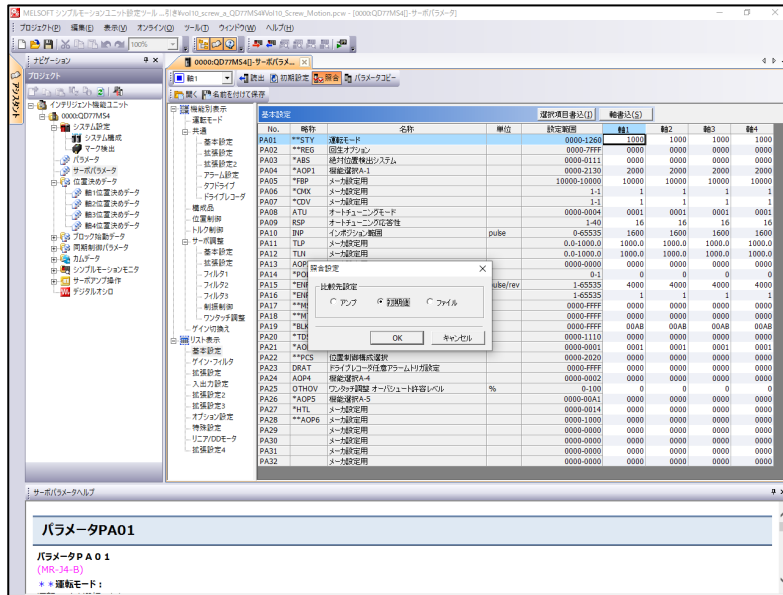 MELSOFT シンプルモーションユニット設定ツール ...引き¥vol10_screw_a_QD77MS4¥Vol10_Screw_Motion.pcw - [0000:QD77MS4[]-サーボパラメータ]
プロジェクト(P) 編集(E) 表示(V) オンライン(O) ツール(T) ウィンドウ(W) ヘルプ(H)
100%
ナビゲーション
0000:QD77MS4[]-サーボパラメ...
プロジェクト
アシスタント
軸1 読出 初期設定 照合 パラメータコピー
開く 名前を付けて保存
インテリジェント機能ユニット
0000:QD77MS4
システム設定
システム構成
マーク検出
パラメータ
サーボパラメータ
位置決めデータ
軸1位置決めデータ
軸2位置決めデータ
軸3位置決めデータ
軸4位置決めデータ
ブロック始動データ
同期制御パラメータ
カムデータ
シンプルモーションモニタ
サーボアンプ操作
デジタルオシロ
機能別表示
運転モード
共通
基本設定
拡張設定
拡張設定2
アラーム設定
タフドライブ
ドライブレコーダ
構成品
位置制御
トルク制御
サーボ調整
基本設定
拡張設定
フィルタ1
フィルタ2
フィルタ3
制振制御
ワンタッチ調整
ゲイン切換え
リスト表示
基本設定
ゲイン・フィルタ
拡張設定
入出力設定
拡張設定2
拡張設定3
オプション設定
特殊設定
リニア/DDモータ
拡張設定4
基本設定 選択項目書込(I) 軸書込(S)
No. 略称 名称 単位 設定範囲 軸1 軸2 軸3 軸4
PA01 **STY 運転モード 0000-1260 1000 1000 1000 1000
PA02 **REG 回生オプション 0000-7FFF 0000 0000 0000 0000
PA03 *ABS 絶対位置検出システム 0000-0111 0000 0000 0000 0000
PA04 *AOP1 機能選択A-1 0000-2130 2000 2000 2000 2000
PA05 *FBP メーカ設定用 10000-10000 10000 10000 10000 10000
PA06 *CMX メーカ設定用 1-1 1 1 1 1
PA07 *CDV メーカ設定用 1-1 1 1 1 1
PA08 ATU オートチューニングモード 0000-0004 0001 0001 0001 0001
PA09 RSP オートチューニング応答性 1-40 16 16 16 16
PA10 INP インポジション範囲 pulse 0-65535 1600 1600 1600 1600
PA11 TLP メーカ設定用 0.0-1000.0 1000.0 1000.0 1000.0 1000.0
PA12 TLN メーカ設定用 0.0-1000.0 1000.0 1000.0 1000.0 1000.0
PA13 AOP 0000-0000 0000 0000 0000 0000
PA14 *POL 0-1 0 0 0 0
PA15 *ENR pulse/rev 1-65535 4000 4000 4000 4000
PA16 *ENR 1-65535 1 1 1 1
PA17 **MS 0000-FFFF 0000 0000 0000 0000
PA18 **MT 0000-FFFF 0000 0000 0000 0000
PA19 *BLK 0000-FFFF 00AB 00AB 00AB 00AB
PA20 *TDS 0000-1110 0000 0000 0000 0000
PA21 *AO 0000-0001 0001 0001 0001 0001
PA22 **PCS 位置制御構成選択 0000-2020 0000 0000 0000 0000
PA23 DRAT ドライブレコーダ任意アラームトリガ設定 0000-FFFF 0000 0000 0000 0000
PA24 AOP4 機能選択A-4 0000-0002 0000 0000 0000 0000
PA25 OTHOV ワンタッチ調整 オーバシュート許容レベル % 0-100 0 0 0 0
PA26 *AOP5 機能選択A-5 0000-00A1 0000 0000 0000 0000
PA27 *HTL メーカ設定用 0000-0014 0000 0000 0000 0000
PA28 **AOP6 メーカ設定用 0000-1000 0000 0000 0000 0000
PA29 メーカ設定用 0000-0000 0000 0000 0000 0000
PA30 メーカ設定用 0000-0000 0000 0000 0000 0000
PA31 メーカ設定用 0000-0000 0000 0000 0000 0000
PA32 メーカ設定用 0000-0000 0000 0000 0000 0000
照合設定
比較先設定
アンプ 初期値 ファイル
OK キャンセル
サーボパラメータヘルプ
パラメータPA01
パラメータPA01
(MR-J4-B)
**運転モード: